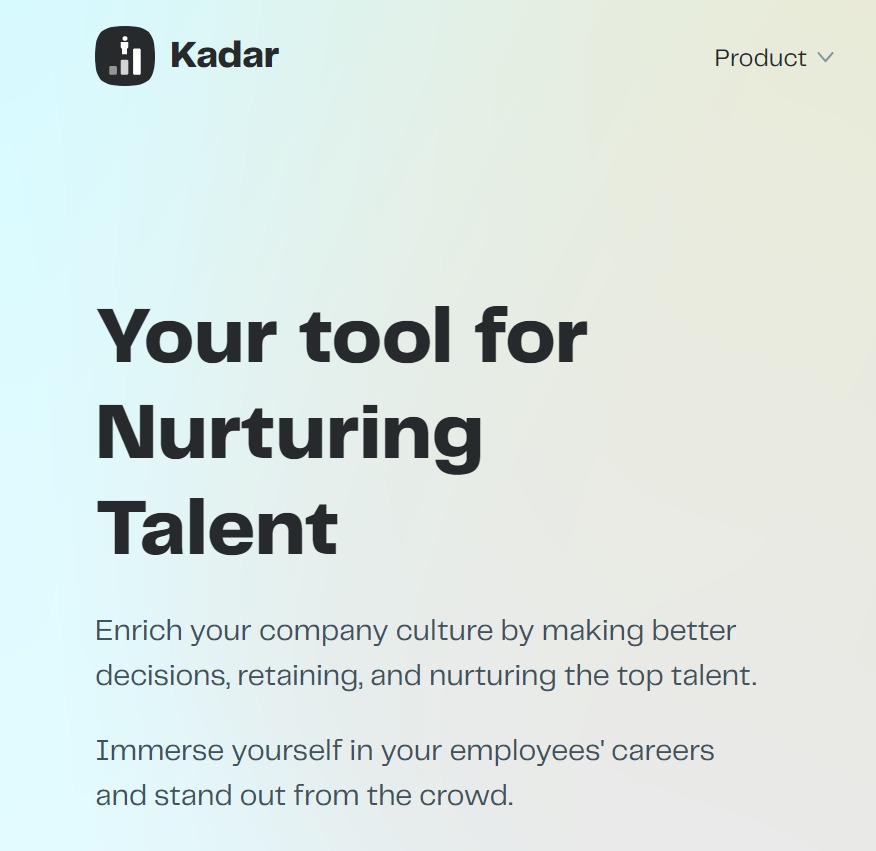 Kadar
Product
Your tool for
Nurturing
Talent
Enrich your company culture by making better
decisions, retaining, and nurturing the top talent.
Immerse yourself in your employees' careers
and stand out from the crowd.